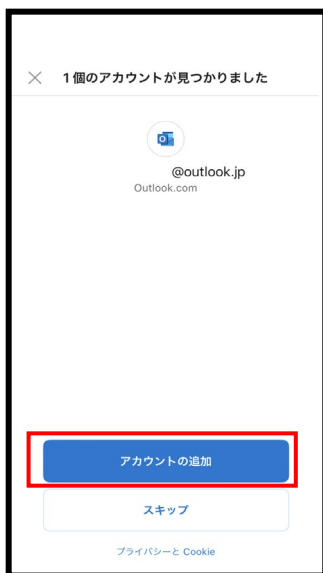 × 1個のアカウントが見つかりました
@outlook.jp
Outlook.com
アカウントの追加
スキップ
プライバシーと Cookie